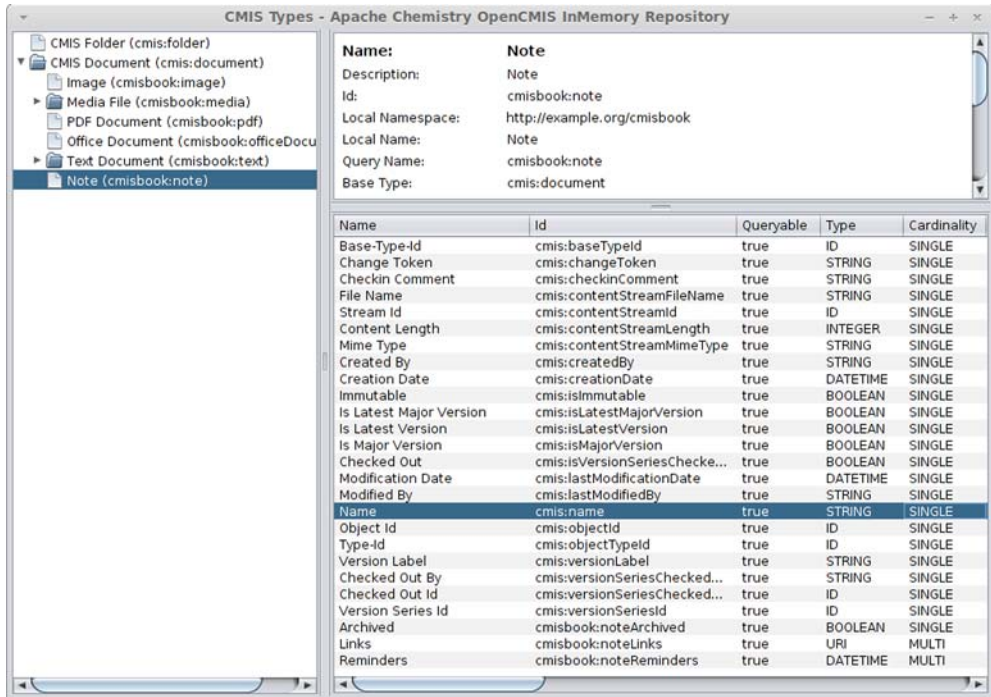 CMIS Types - Apache Chemistry OpenCMIS InMemory Repository
CMIS Folder (cmis:folder)
CMIS Document (cmis:document)
Image (cmisbook:image)
Media File (cmisbook:media)
PDF Document (cmisbook:pdf)
Office Document (cmisbook:officeDocu
Text Document (cmisbook:text)
Note (cmisbook:note)
Name: Note
Description: Note
Id: cmisbook:note
Local Namespace: http://example.org/cmisbook
Local Name: Note
Query Name: cmisbook:note
Base Type: cmis:document
Name Id Queryable Type Cardinality
Base-Type-Id cmis:baseTypeId true ID SINGLE
Change Token cmis:changeToken true STRING SINGLE
Checkin Comment cmis:checkinComment true STRING SINGLE
File Name cmis:contentStreamFileName true STRING SINGLE
Stream Id cmis:contentStreamId true ID SINGLE
Content Length cmis:contentStreamLength true INTEGER SINGLE
Mime Type cmis:contentStreamMimeType true STRING SINGLE
Created By cmis:createdBy true STRING SINGLE
Creation Date cmis:creationDate true DATETIME SINGLE
Immutable cmis:isImmutable true BOOLEAN SINGLE
Is Latest Major Version cmis:isLatestMajorVersion true BOOLEAN SINGLE
Is Latest Version cmis:isLatestVersion true BOOLEAN SINGLE
Is Major Version cmis:isMajorVersion true BOOLEAN SINGLE
Checked Out cmis:isVersionSeriesChecke... true BOOLEAN SINGLE
Modification Date cmis:lastModificationDate true DATETIME SINGLE
Modified By cmis:lastModifiedBy true STRING SINGLE
Name cmis:name true STRING SINGLE
Object Id cmis:objectId true ID SINGLE
Type-Id cmis:objectTypeId true ID SINGLE
Version Label cmis:versionLabel true STRING SINGLE
Checked Out By cmis:versionSeriesChecked... true STRING SINGLE
Checked Out Id cmis:versionSeriesChecked... true ID SINGLE
Version Series Id cmis:versionSeriesId true ID SINGLE
Archived cmisbook:noteArchived true BOOLEAN SINGLE
Links cmisbook:noteLinks true URI MULTI
Reminders cmisbook:noteReminders true DATETIME MULTI